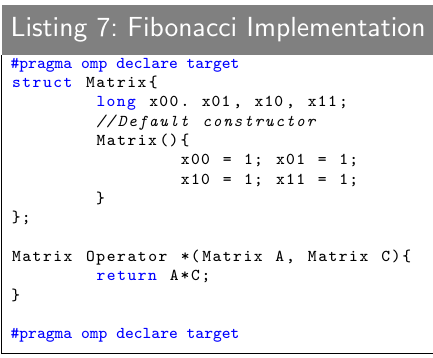 Listing 7: Fibonacci Implementation
#pragma omp declare target
struct Matrix{
long x00. x01, x10, x11;
//Default constructor
Matrix(){
x00 = 1; x01 = 1;
x10 = 1; x11 = 1;
}
};
Matrix Operator *(Matrix A, Matrix C){
return A*C;
}
#pragma omp declare target